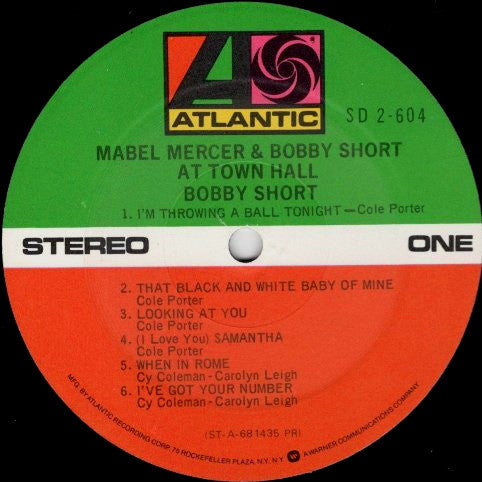 ATLANTIC
SD 2-604
MABEL MERCER & BOBBY SHORT
AT TOWN HALL
BOBBY SHORT
1. I'M THROWING A BALL TONIGHT—Cole Porter
STEREO ONE
2. THAT BLACK AND WHITE BABY OF MINE
Cole Porter
3. LOOKING AT YOU
Cole Porter
4. (I Love You) SAMANTHA
Cole Porter
5. WHEN IN ROME
Cy Coleman-Carolyn Leigh
6. I'VE GOT YOUR NUMBER
Cy Coleman-Carolyn Leigh
(ST-A-681435 PR)
MFG. BY ATLANTIC RECORDING CORP., 75 ROCKEFELLER PLAZA, N.Y. N.Y. A WARNER COMMUNICATIONS COMPANY